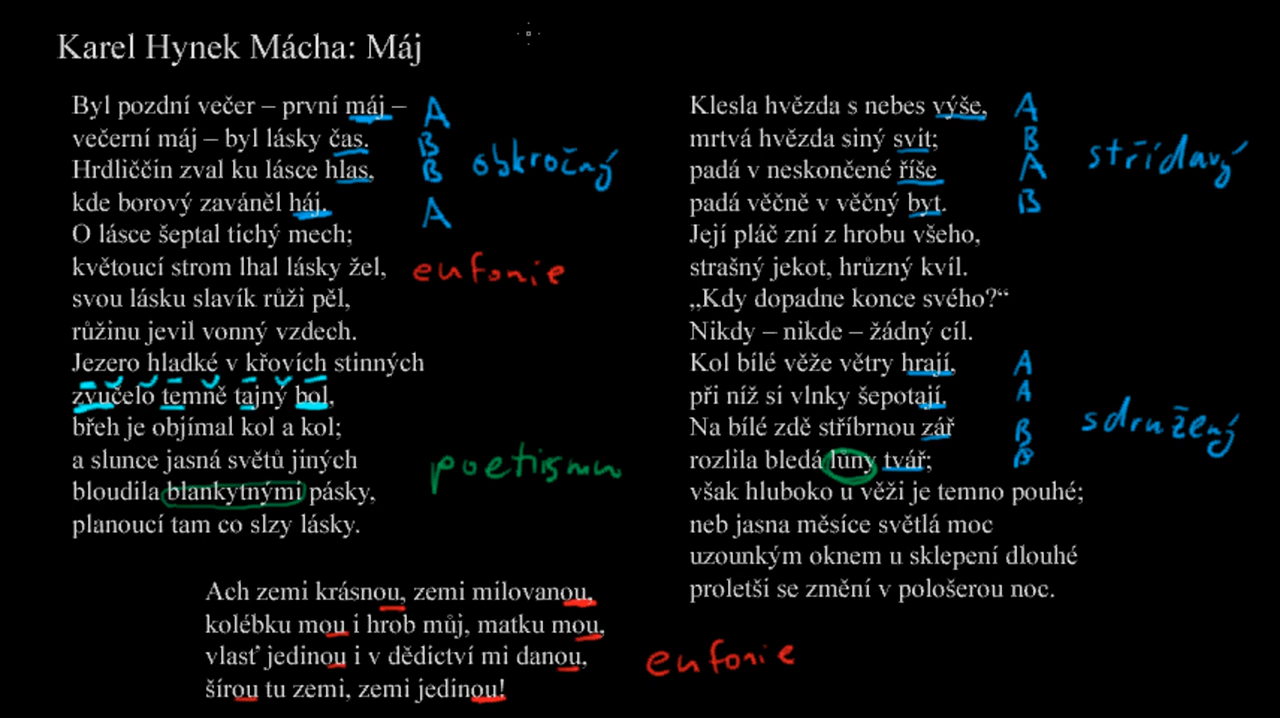 Karel Hynek Mácha: Máj
Byl pozdní večer – první máj – A
večerní máj – byl lásky čas. B
Hrdliččin zval ku lásce hlas, B obkročný
kde borový zaváněl háj. A
O lásce šeptal tichý mech;
květoucí strom lhal lásky žel, eufonie
svou lásku slavík růži pěl,
růžinu jevil vonný vzdech.
Jezero hladké v křovích stinných
zvučelo temně tajný bol,
břeh je objímal kol a kol;
a slunce jasná světů jiných poetismu
bloudila blankytnými pásky,
planoucí tam co slzy lásky.
Klesla hvězda s nebes výše, A
mrtvá hvězda siný svit; B střídavý
padá v neskončené říše A
padá věčně v věčný byt. B
Její pláč zní z hrobu všeho,
strašný jekot, hrůzný kvíl.
„Kdy dopadne konce svého?“
Nikdy – nikde – žádný cíl.
Kol bílé věže větry hrají, A
při níž si vlnky šepotají. A
Na bílé zdě stříbrnou zář B sdružený
rozlila bledá luny tvář; B
však hluboko u věži je temno pouhé;
neb jasna měsíce světlá moc
uzounkým oknem u sklepení dlouhé
proletši se změní v pološerou noc.
Ach zemi krásnou, zemi milovanou,
kolébku mou i hrob můj, matku mou,
vlasť jedinou i v dědictví mi danou, eufonie
šírou tu zemi, zemi jedinou!